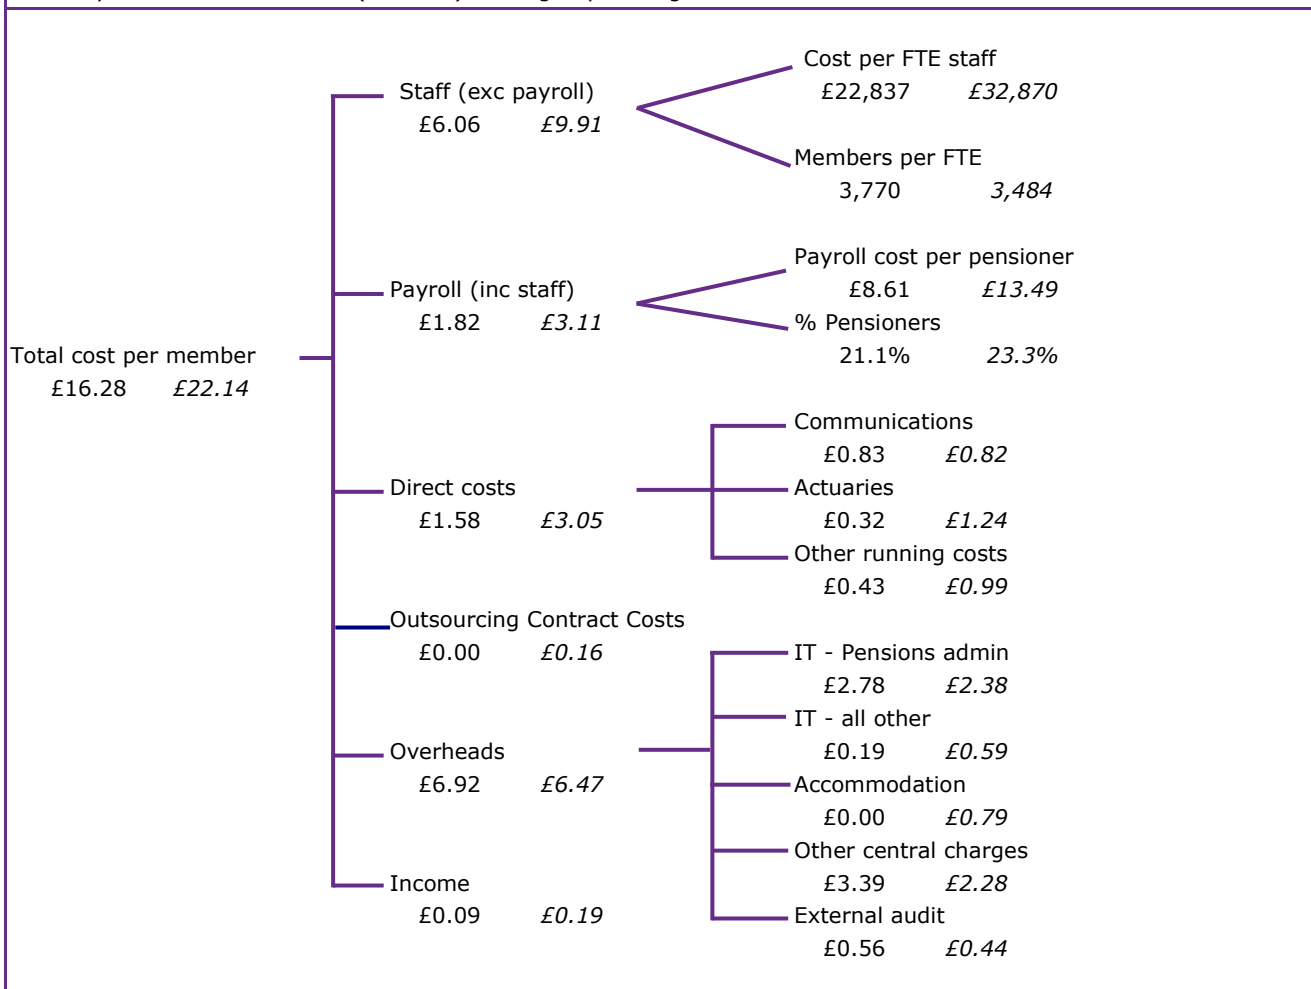 Cost per FTE staff
Staff (exc payroll)
£22,837 £32,870
£6.06 £9.91
Members per FTE
3,770 3,484
Payroll cost per pensioner
Payroll (inc staff)
£8.61 £13.49
£1.82 £3.11
% Pensioners
Total cost per member
21.1% 23.3%
£16.28 £22.14
Communications
£0.83 £0.82
Direct costs
Actuaries
£1.58 £3.05
£0.32 £1.24
Other running costs
£0.43 £0.99
Outsourcing Contract Costs
£0.00 £0.16
IT - Pensions admin
£2.78 £2.38
IT - all other
Overheads
£0.19 £0.59
£6.92 £6.47
Accommodation
£0.00 £0.79
Other central charges
Income
£3.39 £2.28
£0.09 £0.19
External audit
£0.56 £0.44